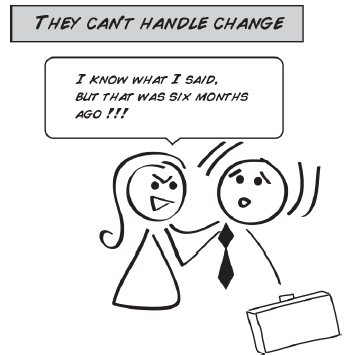 THEY CAN'T HANDLE CHANGE
I KNOW WHAT I SAID,
BUT THAT WAS SIX MONTHS
AGO !!!